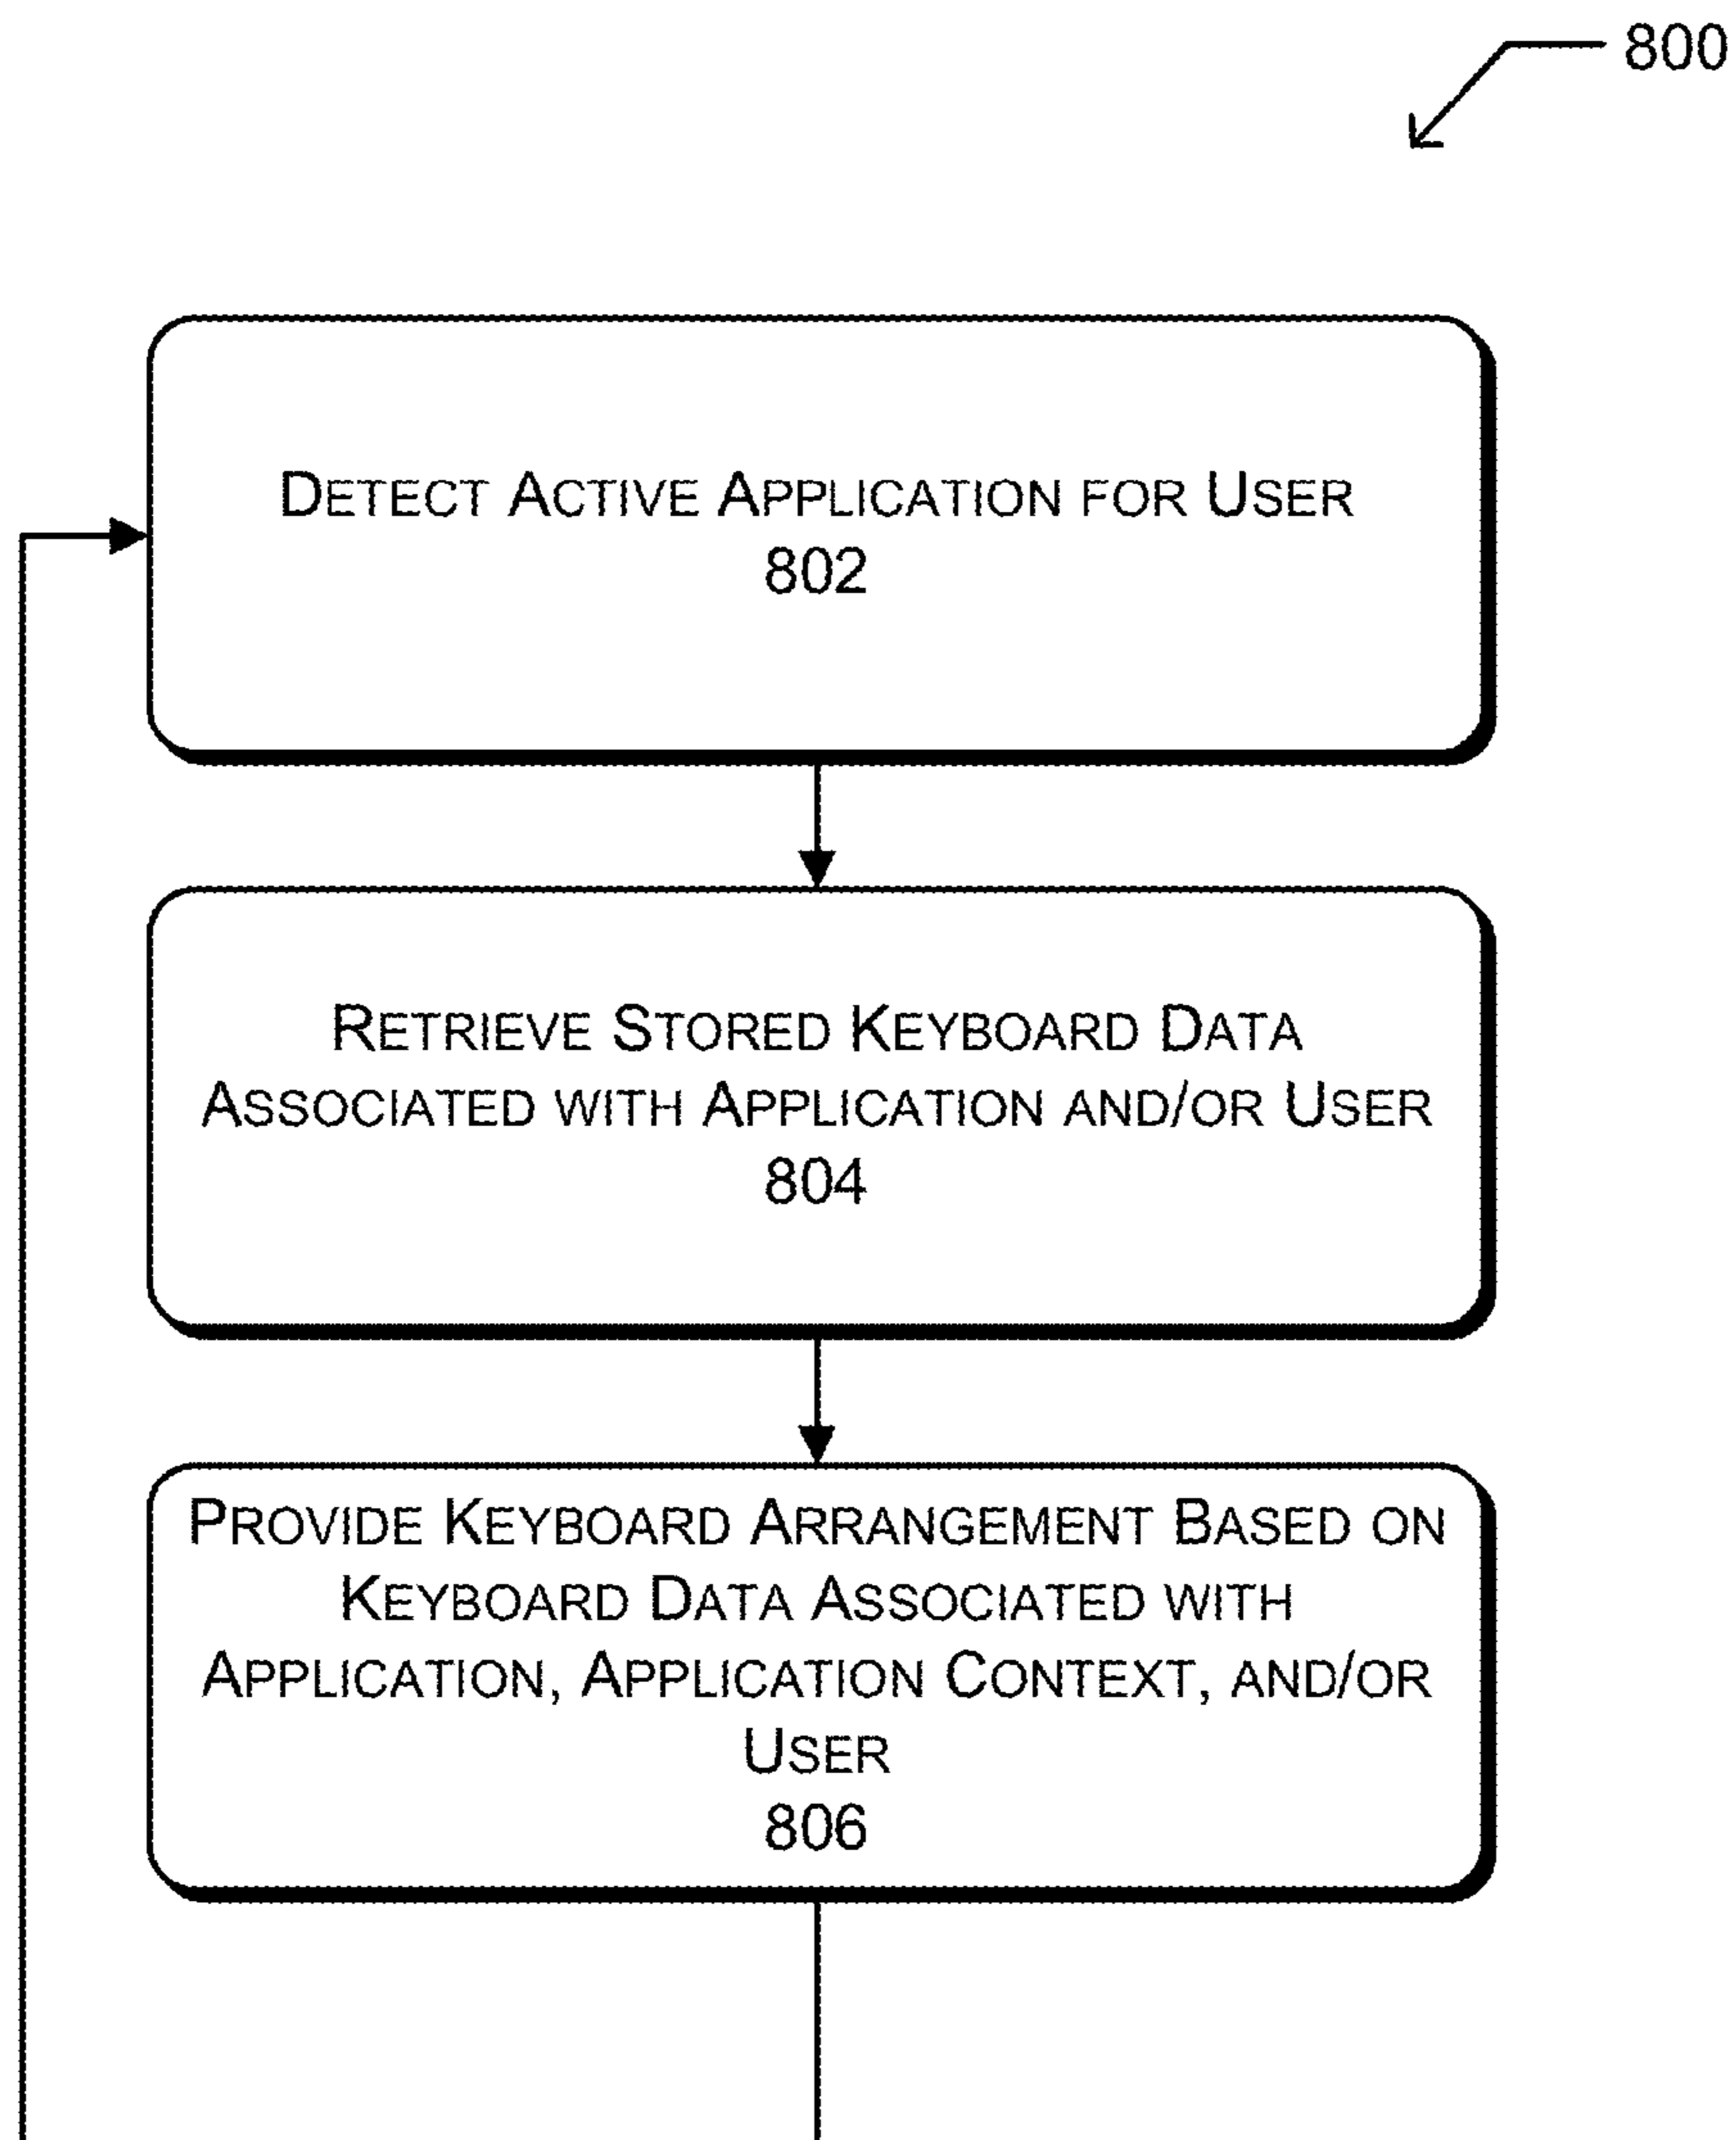 800
DETECT ACTIVE APPLICATION FOR USER
802
RETRIEVE STORED KEYBOARD DATA
ASSOCIATED WITH APPLICATION AND/OR USER
804
PROVIDE KEYBOARD ARRANGEMENT BASED ON
KEYBOARD DATA ASSOCIATED WITH
APPLICATION, APPLICATION CONTEXT, AND/OR
USER
806